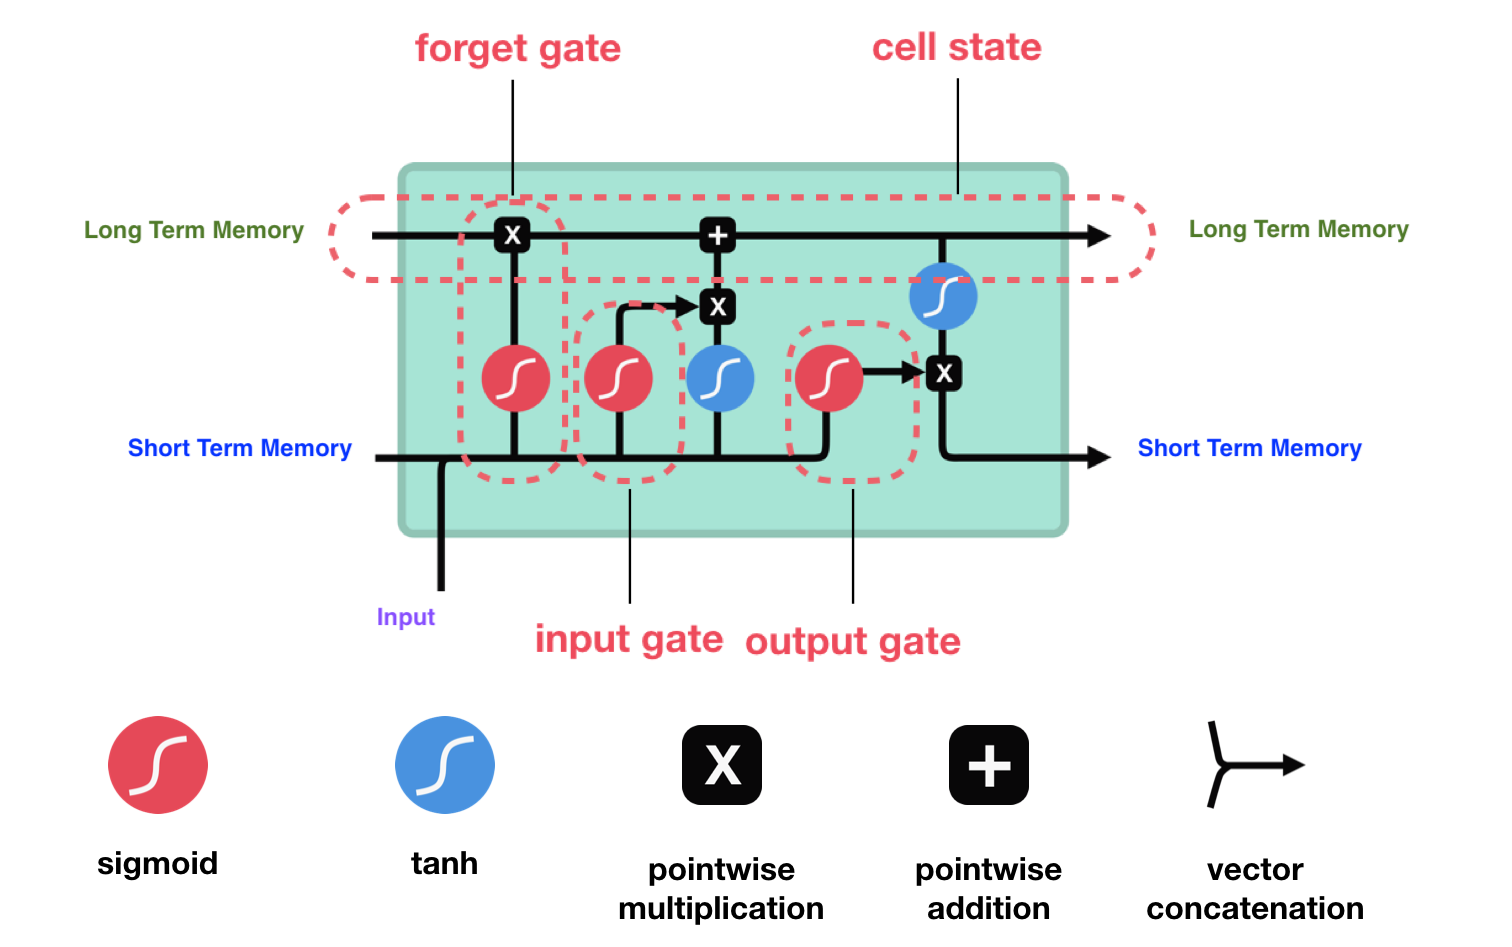 forget gate
cell state
Long Term Memory
Long Term Memory
X
+
X
X
Short Term Memory
Short Term Memory
Input
input gate
output gate
X
+
sigmoid
tanh
pointwise
multiplication
pointwise
addition
vector
concatenation